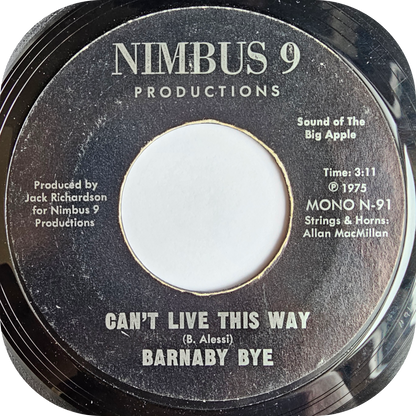 NIMBUS 9
PRODUCTIONS
Sound of The
Big Apple
Produced by
Jack Richardson
for Nimbus 9
Productions
Time: 3:11
℗ 1975
MONO N-91
Strings & Horns:
Allan MacMillan
CAN'T LIVE THIS WAY
(B. Alessi)
BARNABY BYE